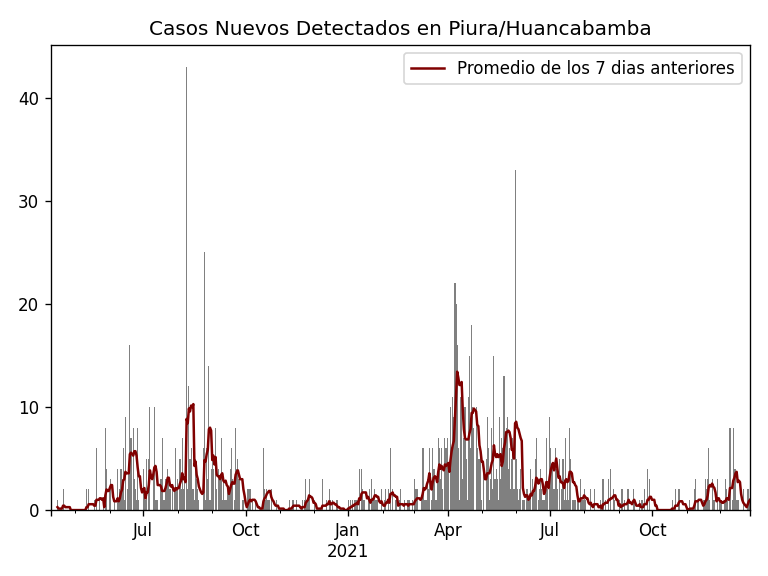 Casos Nuevos Detectados en Piura/Huancabamba
Promedio de los 7 dias anteriores
40
30
20
10
0
Jul
Oct
Jan
2021
Apr
Jul
Oct